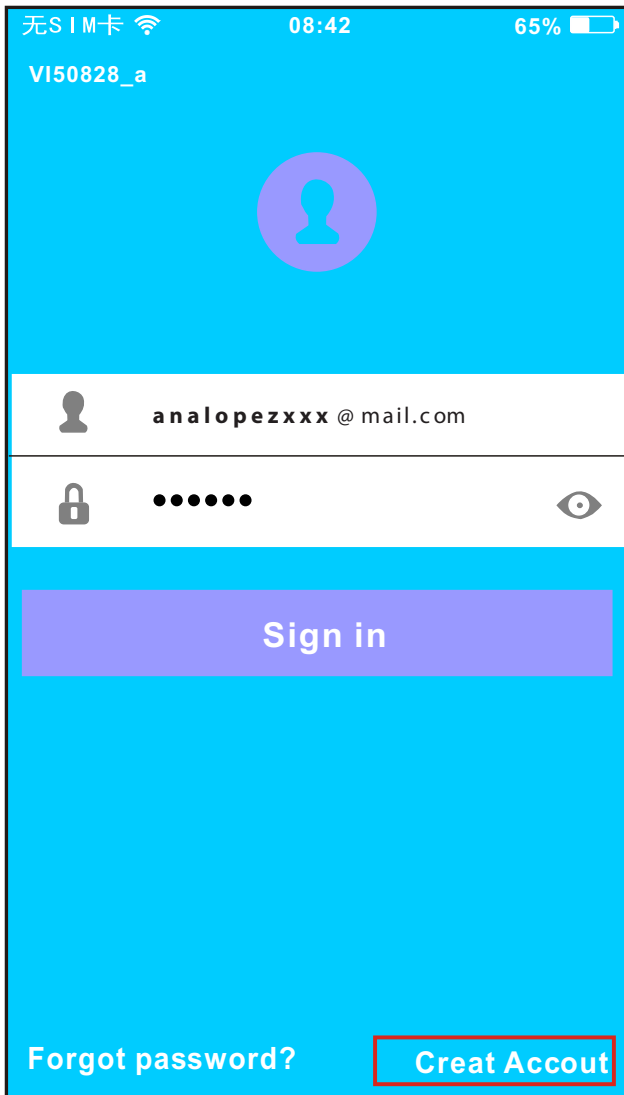 无SIM卡 08:42 65%
VI50828_a
analopezxxx @ mail.com
••••••
Sign in
Forgot password? Creat Accout